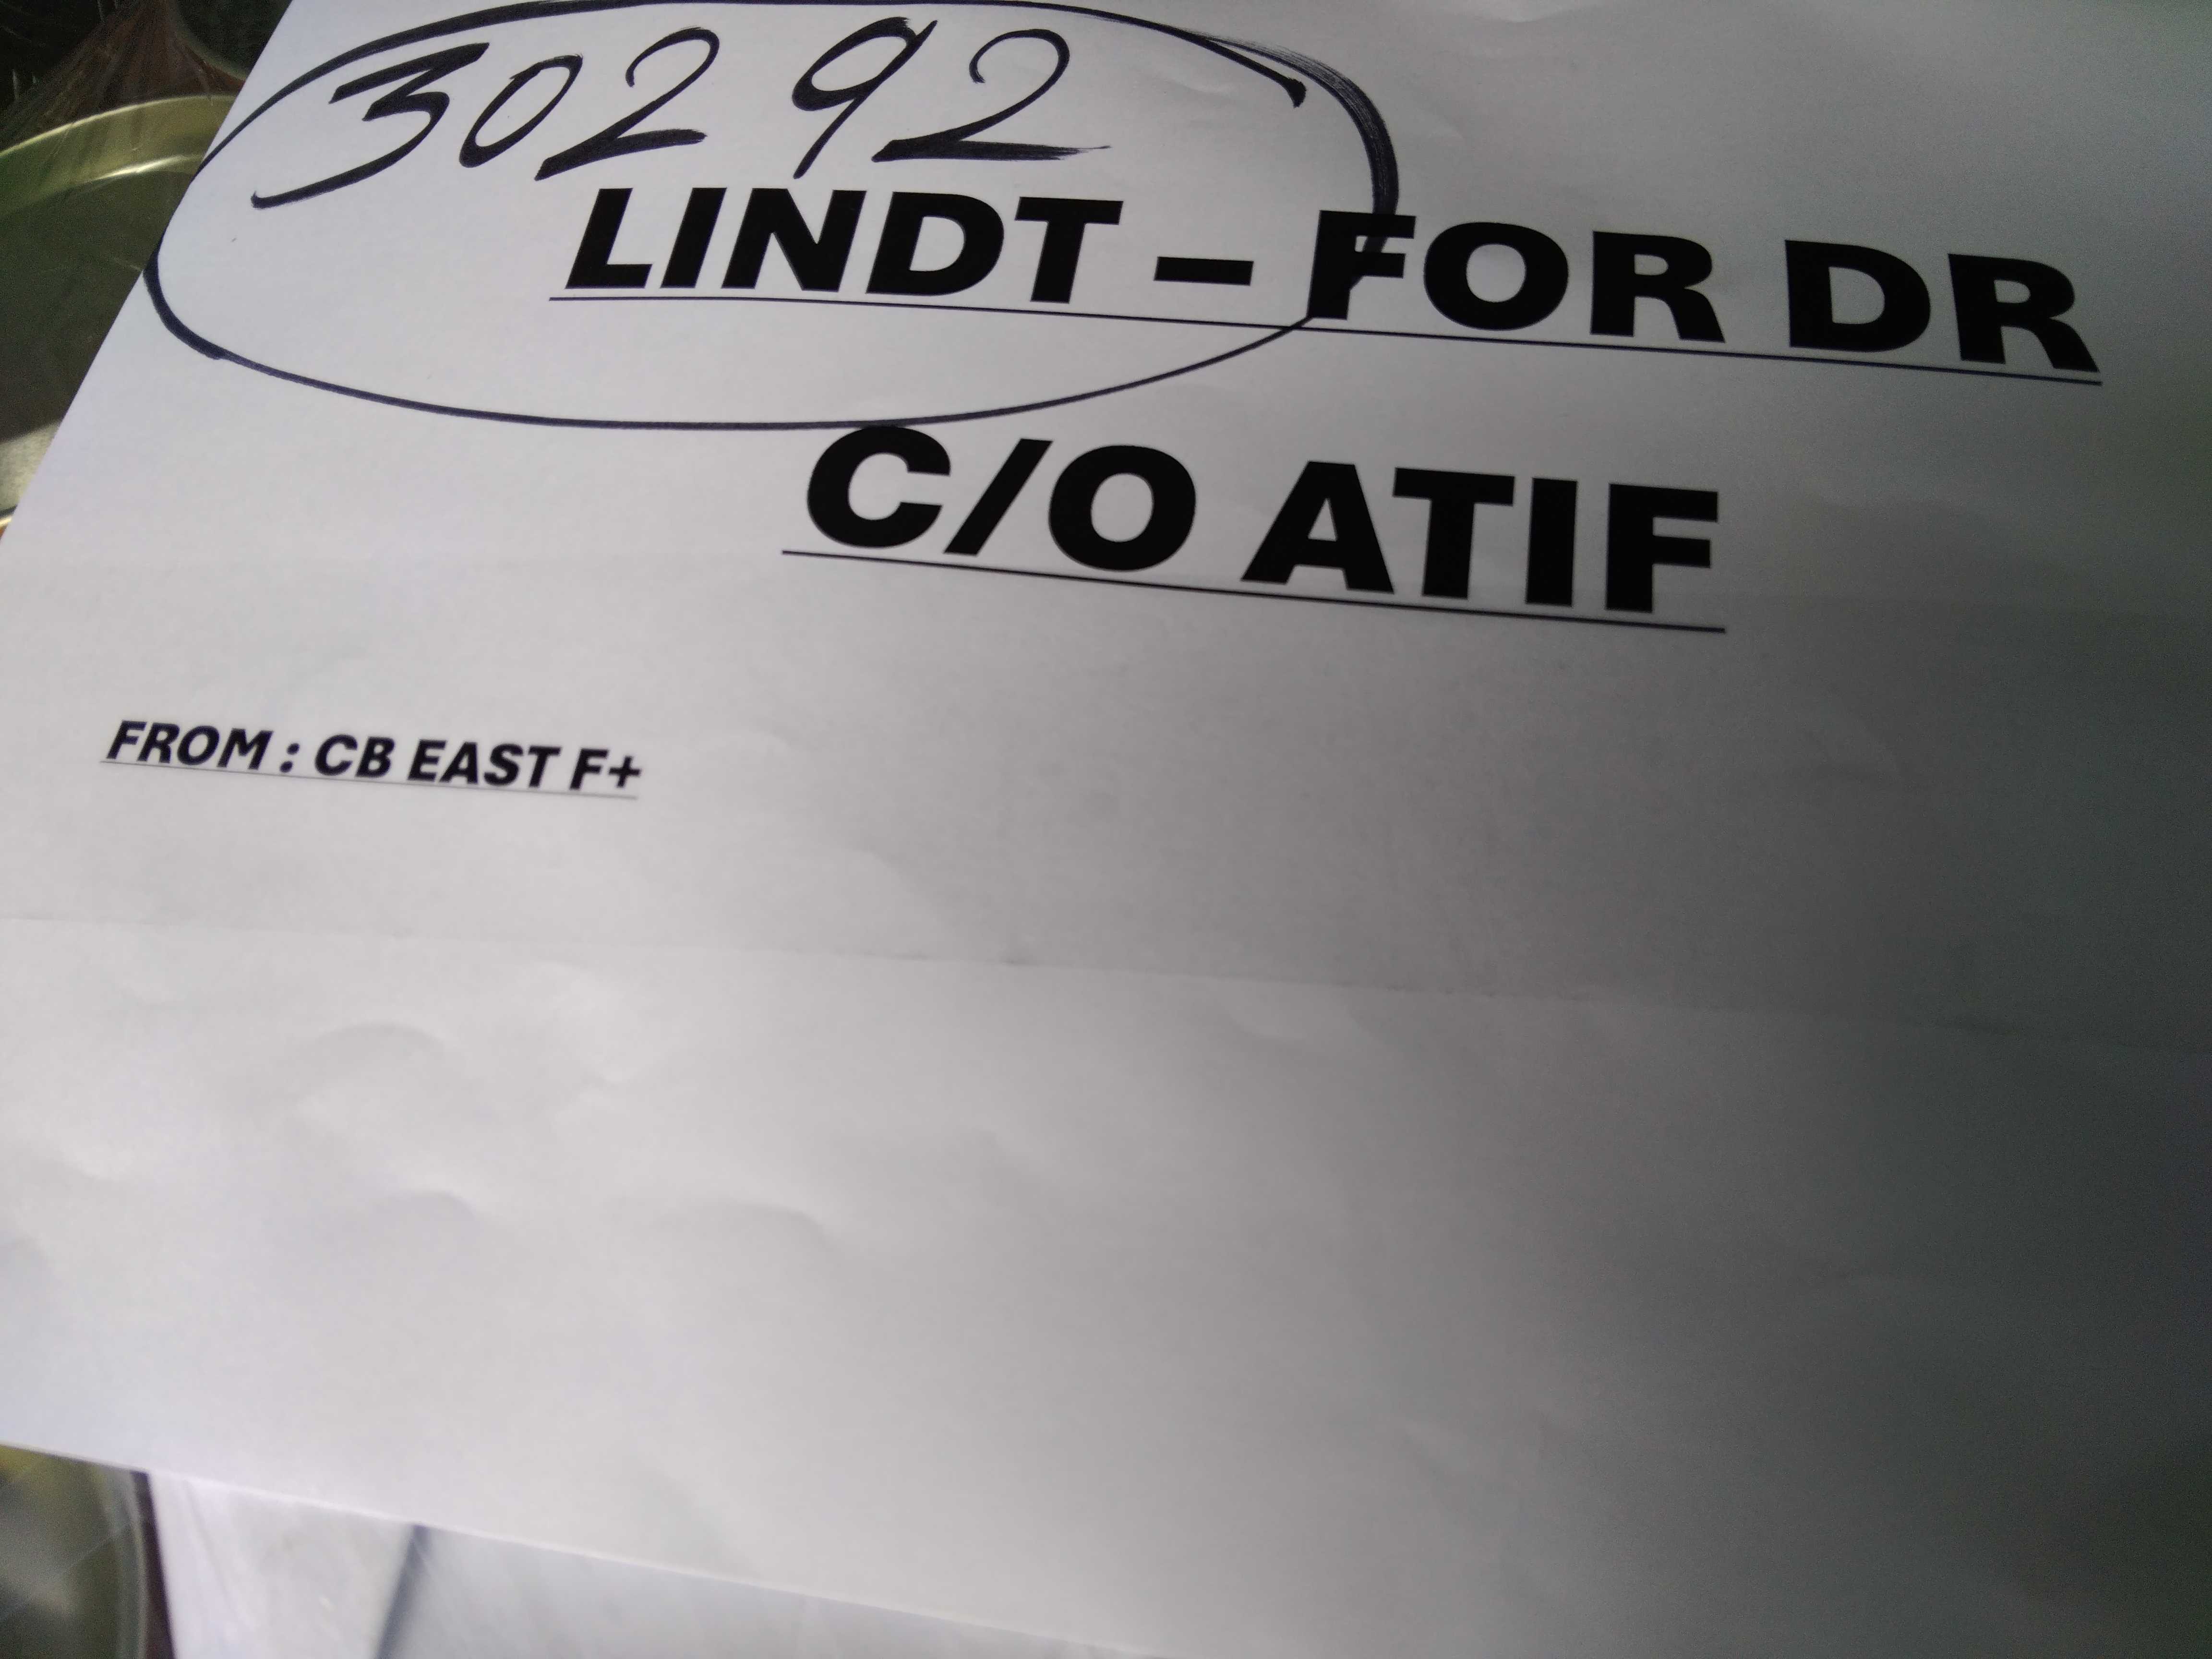 30292
LINDT – FOR DR
C/O ATIF
FROM : CB EAST F+